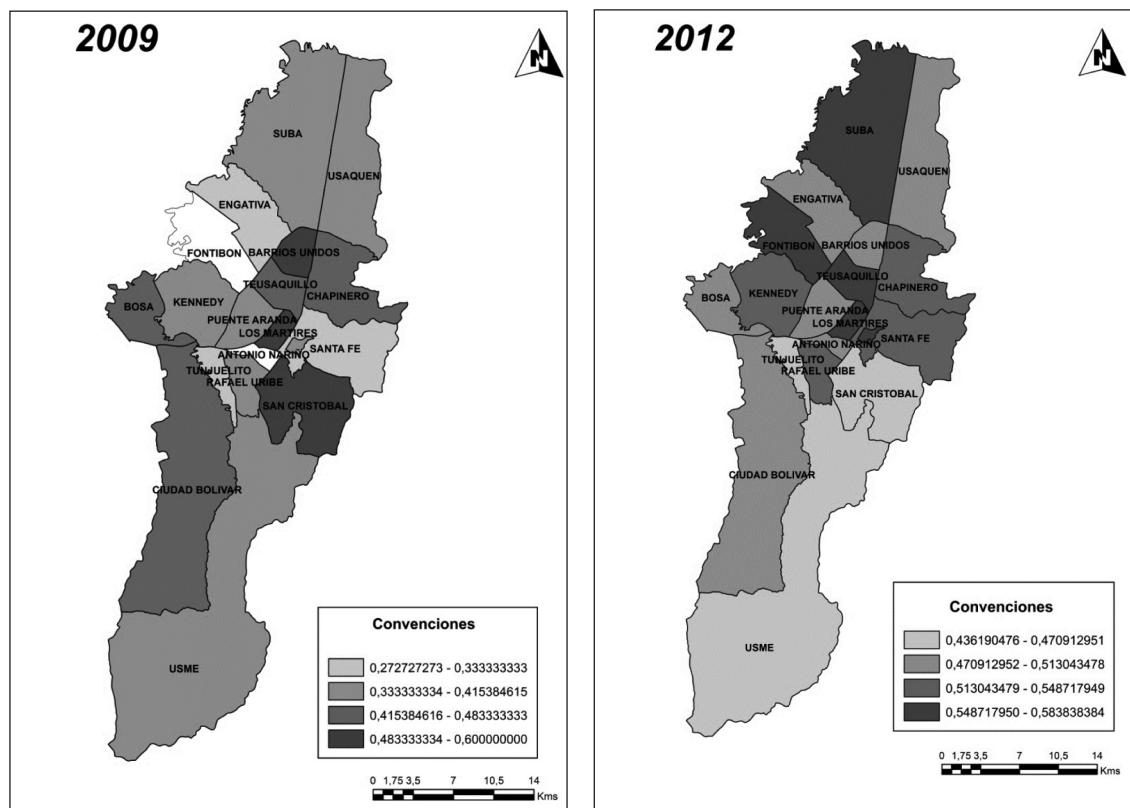 2009
N
SUBA
USAQUEN
ENGATIVA
FONTIBON
BARRIOS UNIDOS
TEUSAQUILLO
CHAPINERO
BOSA
KENNEDY
PUENTE ARANDA
LOS MARTIRES
ANTONIO NARIÑO
SANTA FE
TUNJUELITO
RAFAEL URIBE
SAN CRISTOBAL
CIUDAD BOLIVAR
USME
Convenciones
0,272727273 - 0,333333333
0,333333334 - 0,415384615
0,415384616 - 0,483333333
0,483333334 - 0,600000000
0 1,75 3,5 7 10,5 14
Kms
2012
N
SUBA
USAQUEN
ENGATIVA
FONTIBON
BARRIOS UNIDOS
TEUSAQUILLO
CHAPINERO
BOSA
KENNEDY
PUENTE ARANDA
LOS MARTIRES
ANTONIO NARIÑO
SANTA FE
TUNJUELITO
RAFAEL URIBE
SAN CRISTOBAL
CIUDAD BOLIVAR
USME
Convenciones
0,436190476 - 0,470912951
0,470912952 - 0,513043478
0,513043479 - 0,548717949
0,548717950 - 0,583838384
0 1,75 3,5 7 10,5 14
Kms